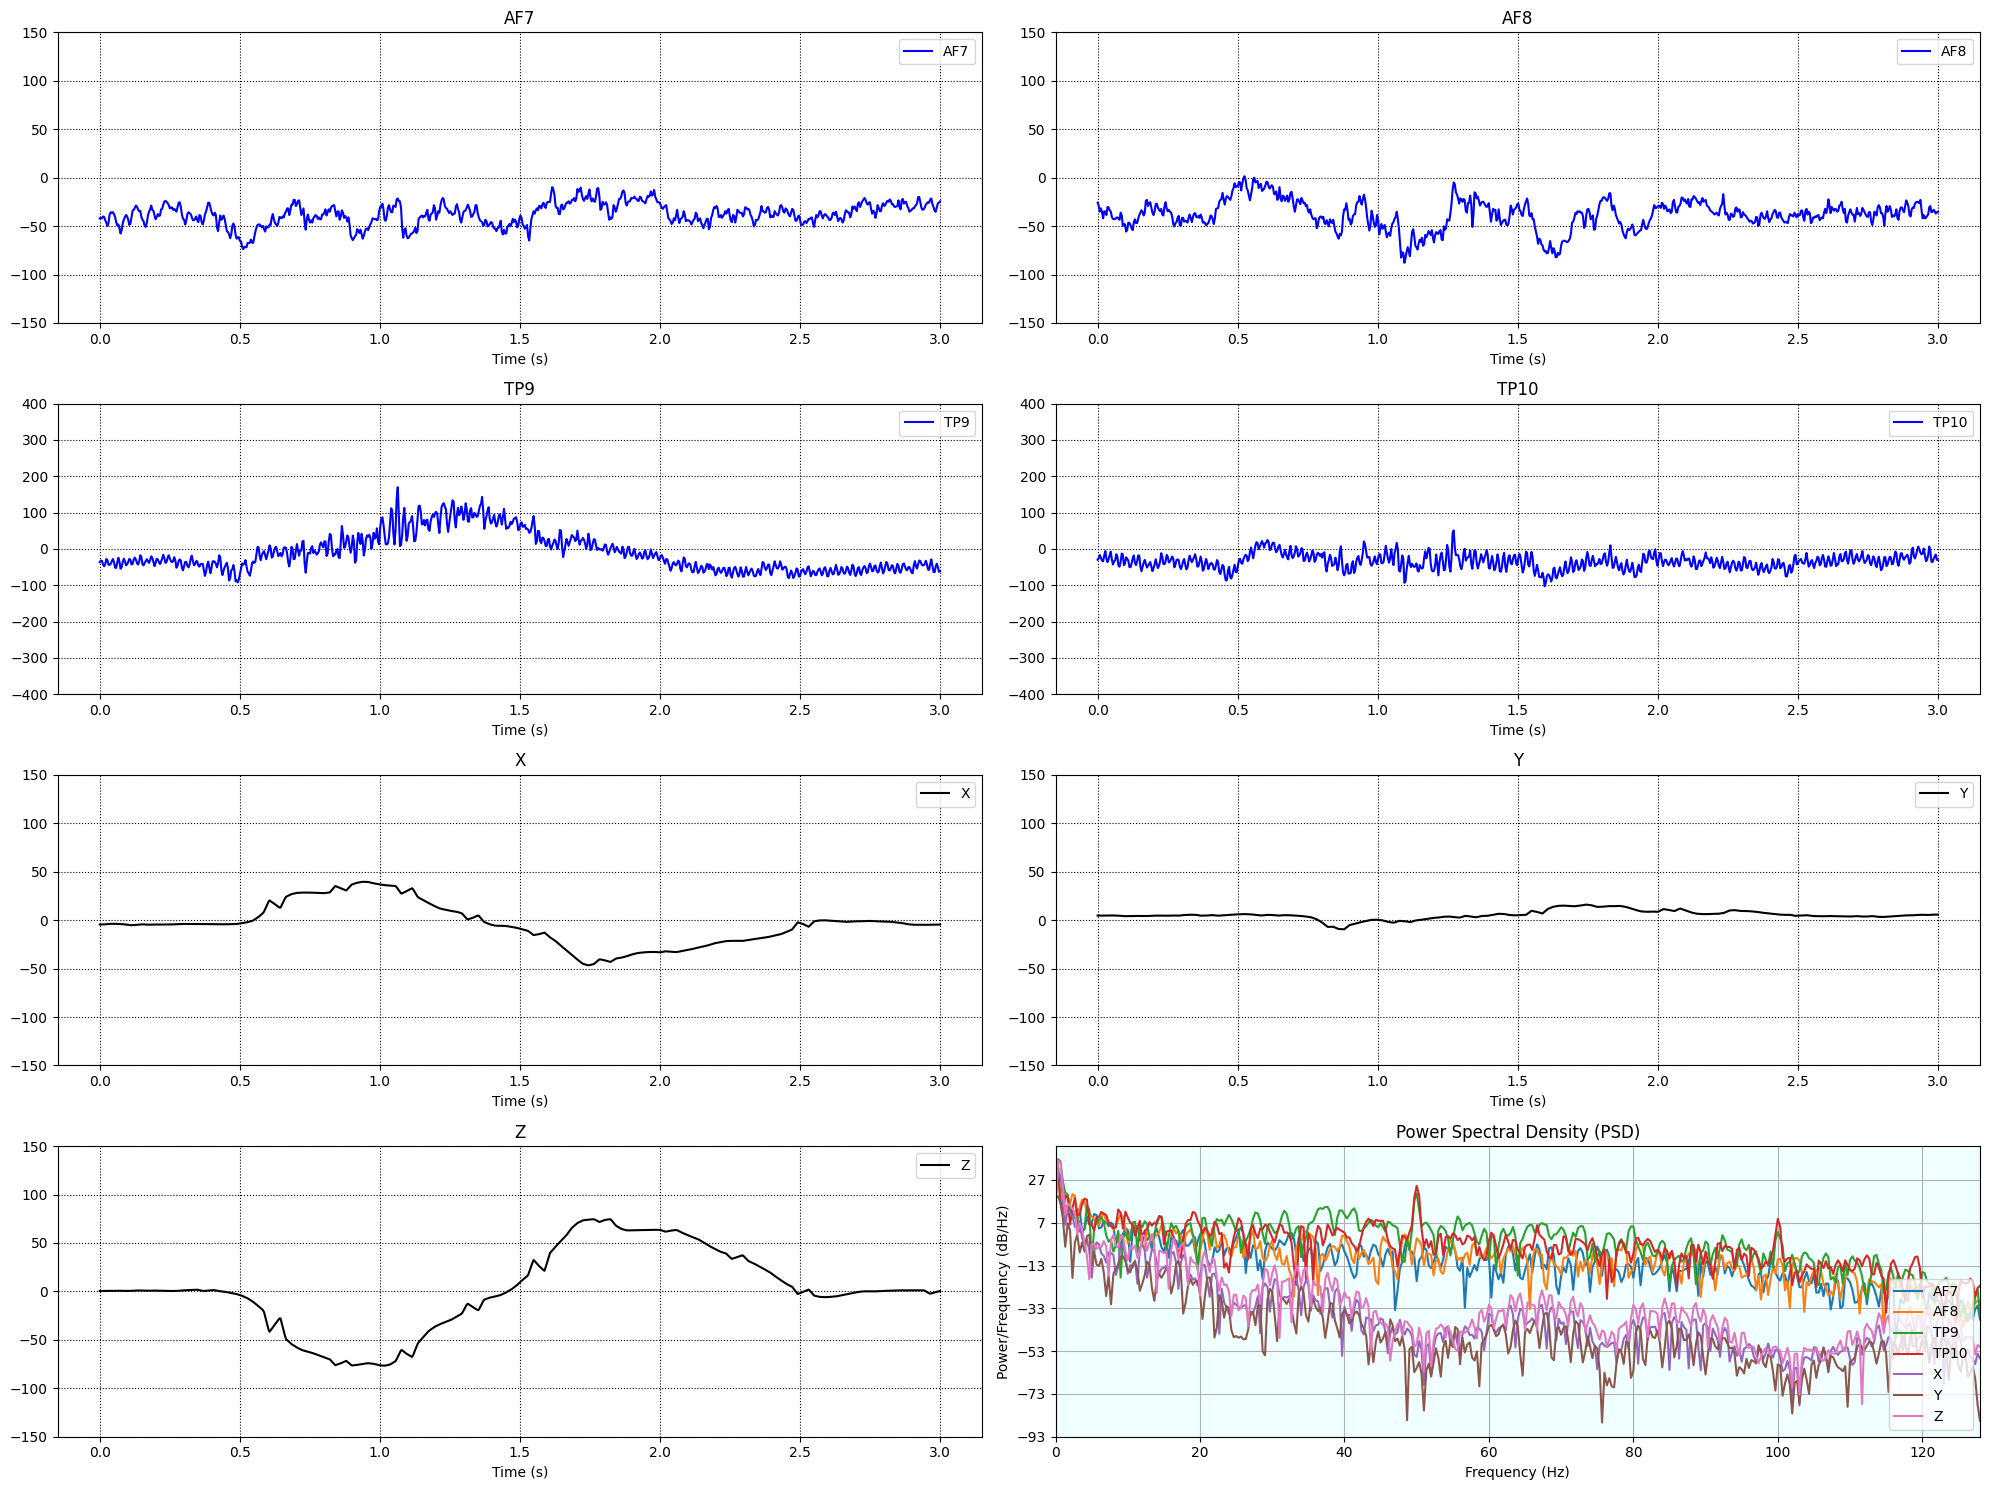 AF7
150
100
50
0
−50
−100
−150
0.0 0.5 1.0 1.5 2.0 2.5 3.0
Time (s)
AF7
AF8
150
100
50
0
−50
−100
−150
0.0 0.5 1.0 1.5 2.0 2.5 3.0
Time (s)
AF8
TP9
400
300
200
100
0
−100
−200
−300
−400
0.0 0.5 1.0 1.5 2.0 2.5 3.0
Time (s)
TP9
TP10
400
300
200
100
0
−100
−200
−300
−400
0.0 0.5 1.0 1.5 2.0 2.5 3.0
Time (s)
TP10
X
150
100
50
0
−50
−100
−150
0.0 0.5 1.0 1.5 2.0 2.5 3.0
Time (s)
X
Y
150
100
50
0
−50
−100
−150
0.0 0.5 1.0 1.5 2.0 2.5 3.0
Time (s)
Y
Z
150
100
50
0
−50
−100
−150
0.0 0.5 1.0 1.5 2.0 2.5 3.0
Time (s)
Z
Power Spectral Density (PSD)
Power/Frequency (dB/Hz)
27
7
−13
−33
−53
−73
−93
0 20 40 60 80 100 120
Frequency (Hz)
AF7
AF8
TP9
TP10
X
Y
Z